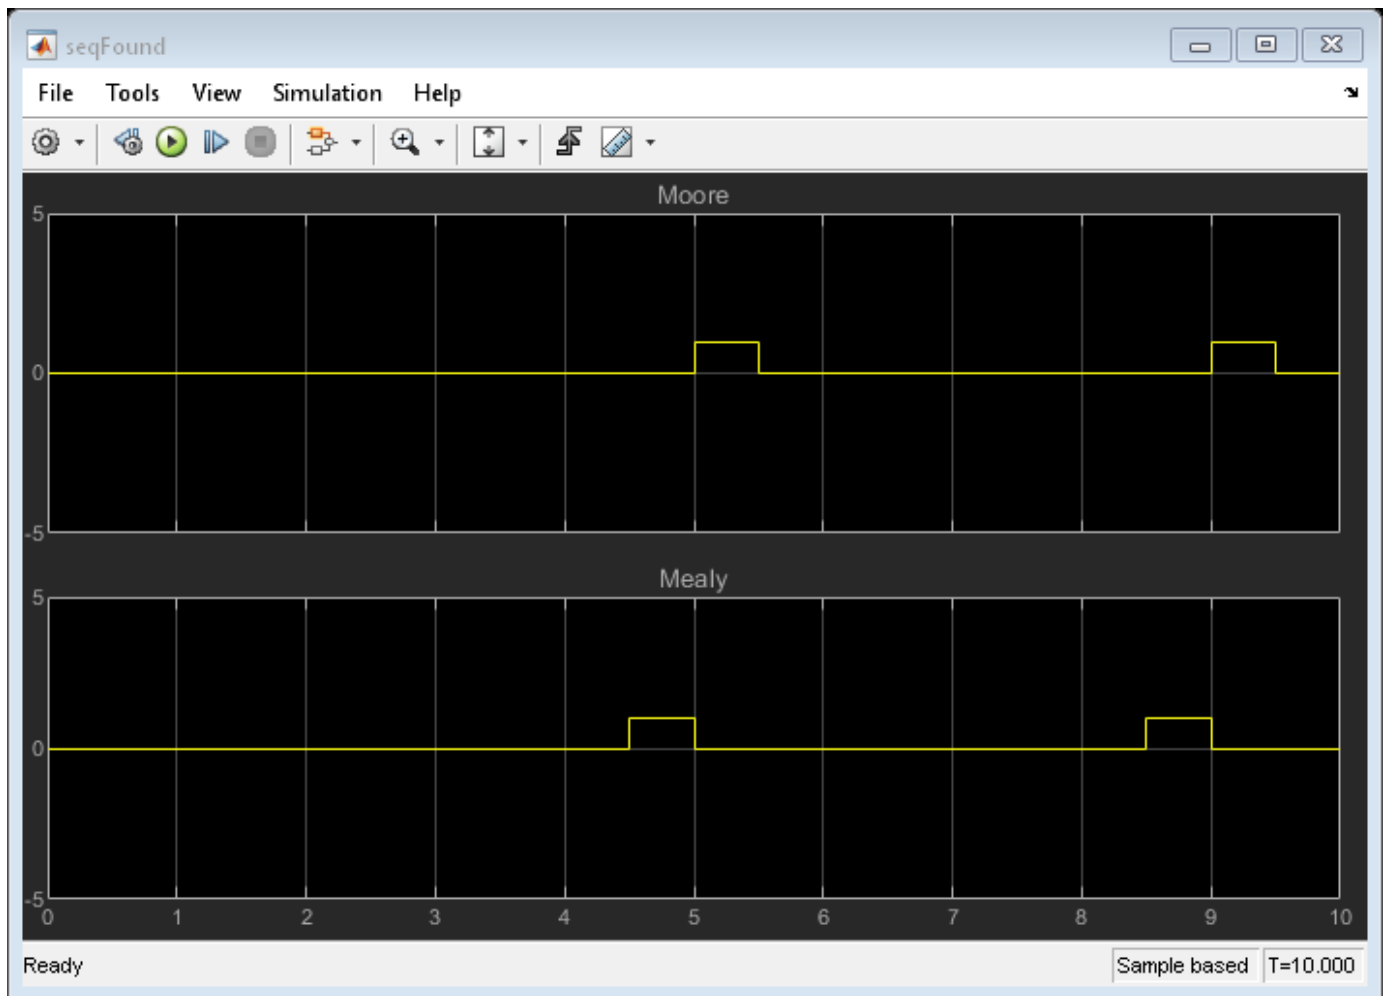 seqFound
File Tools View Simulation Help
Moore
5
0
-5
Mealy
5
0
-5
0 1 2 3 4 5 6 7 8 9 10
Ready Sample based T=10.000